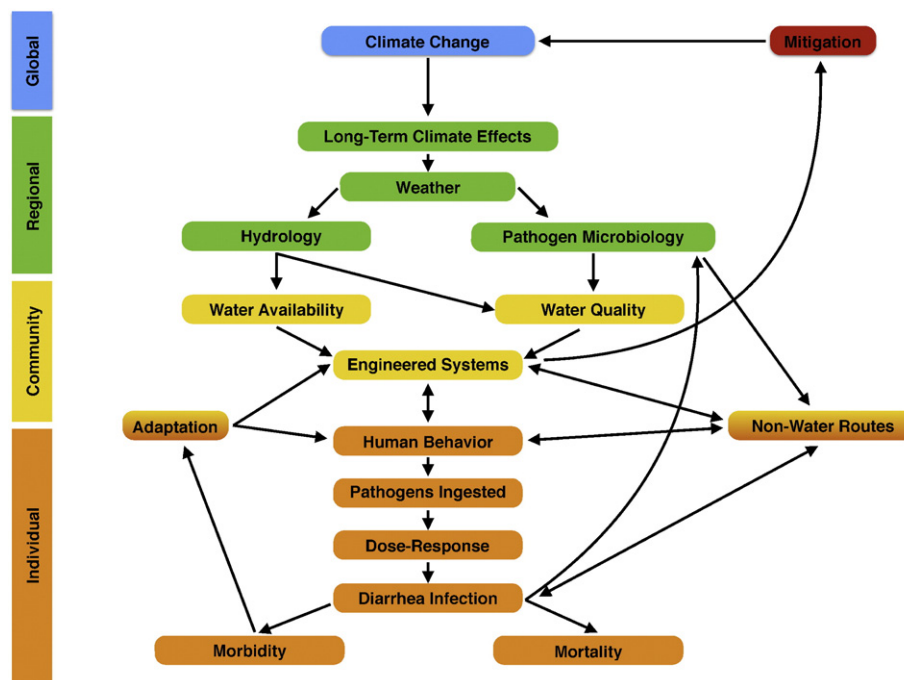 Global
Climate Change
Mitigation
Regional
Long-Term Climate Effects
Weather
Hydrology
Pathogen Microbiology
Community
Water Availability
Water Quality
Engineered Systems
Adaptation
Human Behavior
Non-Water Routes
Individual
Pathogens Ingested
Dose-Response
Diarrhea Infection
Morbidity
Mortality